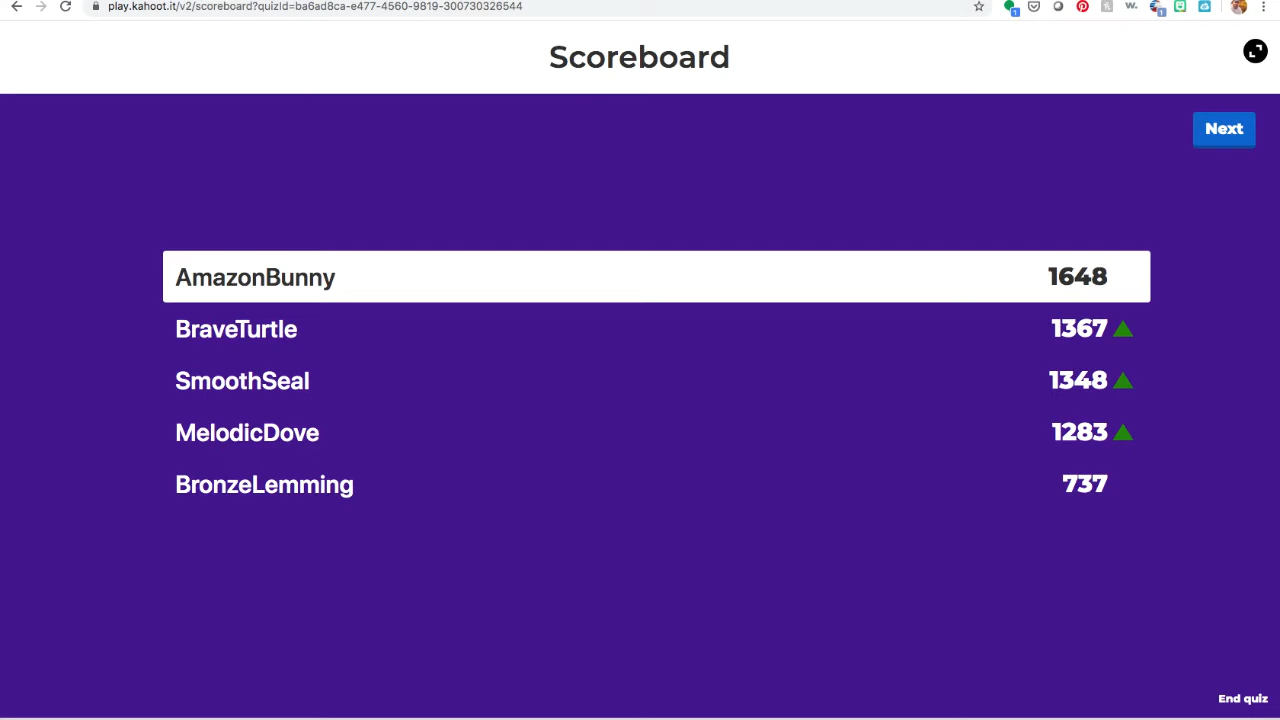 play.kahoot.it/v2/scoreboard?quizId=ba6ad8ca-e477-4560-9819-300730326544
Scoreboard
Next
AmazonBunny 1648
BraveTurtle 1367
SmoothSeal 1348
MelodicDove 1283
BronzeLemming 737
End quiz